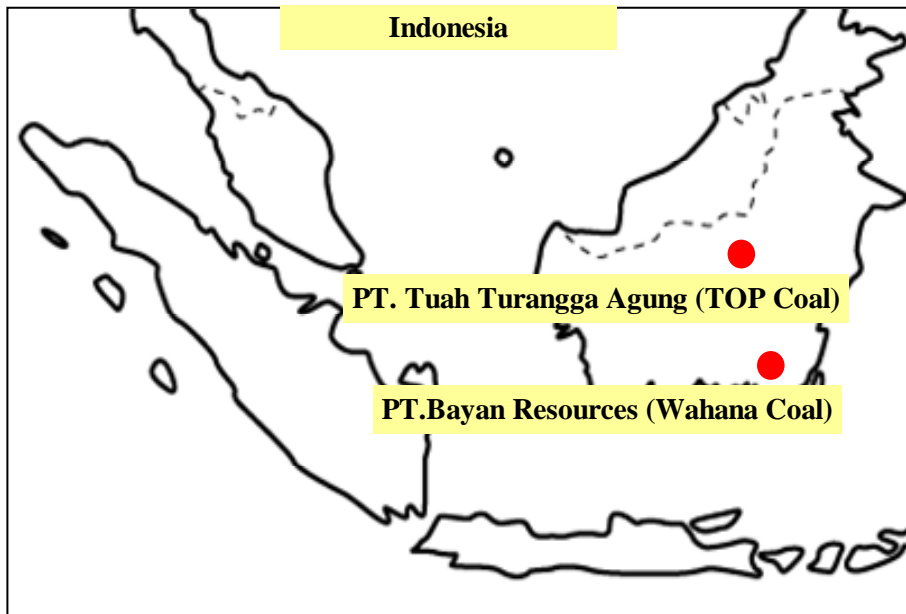 Indonesia
PT. Tuah Turangga Agung (TOP Coal)
PT.Bayan Resources (Wahana Coal)